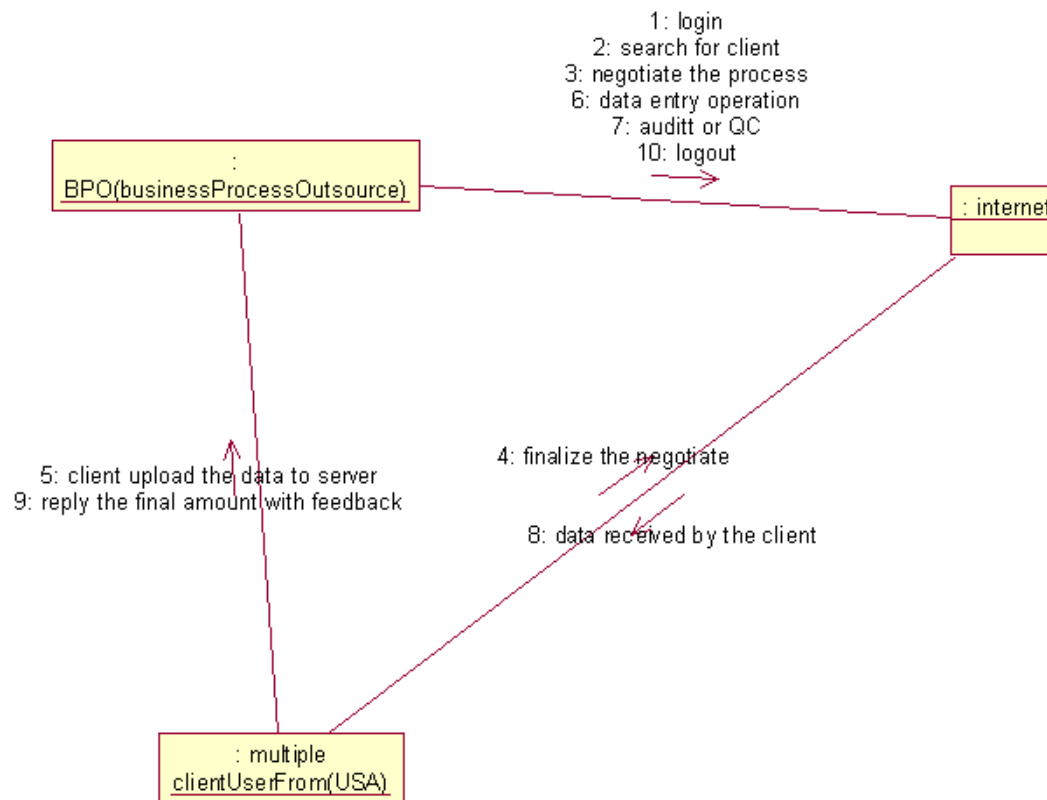 1: login
2: search for client
3: negotiate the process
6: data entry operation
7: auditt or QC
10: logout
:
BPO(businessProcessOutsource)
: internet
4: finalize the negotiate
5: client upload the data to server
9: reply the final amount with feedback
8: data received by the client
: multiple
clientUserFrom(USA)